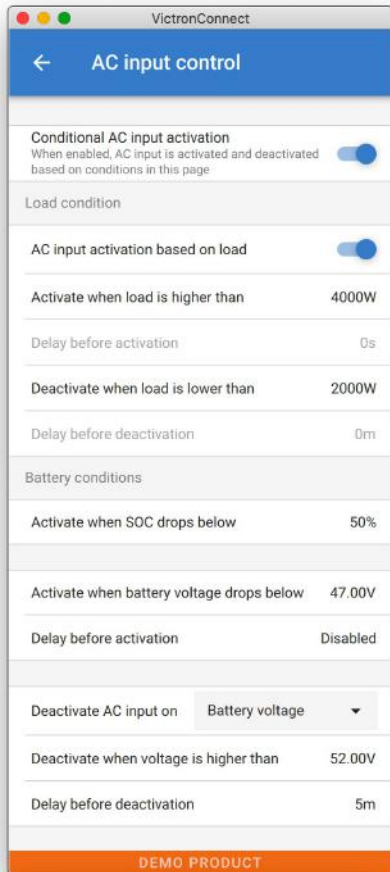 VictronConnect
AC input control
Conditional AC input activation
When enabled, AC input is activated and deactivated
based on conditions in this page
Load condition
AC input activation based on load
Activate when load is higher than 4000W
Delay before activation 0s
Deactivate when load is lower than 2000W
Delay before deactivation 0m
Battery conditions
Activate when SOC drops below 50%
Activate when battery voltage drops below 47.00V
Delay before activation Disabled
Deactivate AC input on Battery voltage
Deactivate when voltage is higher than 52.00V
Delay before deactivation 5m
DEMO PRODUCT